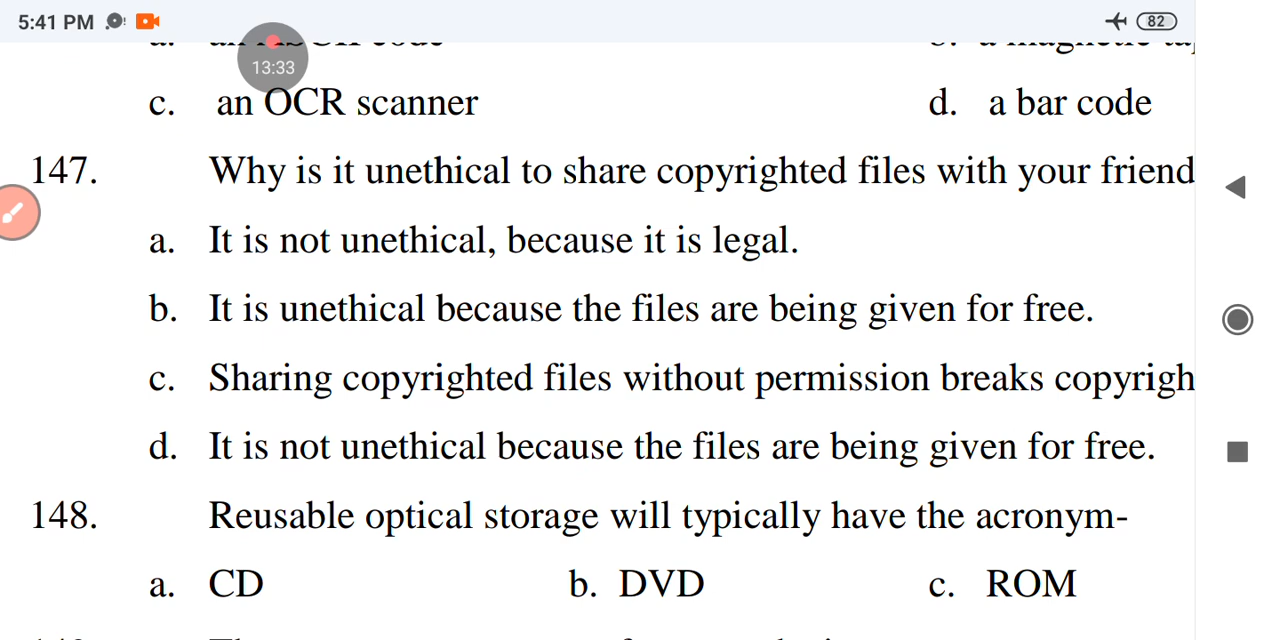 5:41 PM 82
13:33
c. an OCR scanner d. a bar code
147. Why is it unethical to share copyrighted files with your friend
a. It is not unethical, because it is legal.
b. It is unethical because the files are being given for free.
c. Sharing copyrighted files without permission breaks copyrigh
d. It is not unethical because the files are being given for free.
148. Reusable optical storage will typically have the acronym-
a. CD b. DVD c. ROM